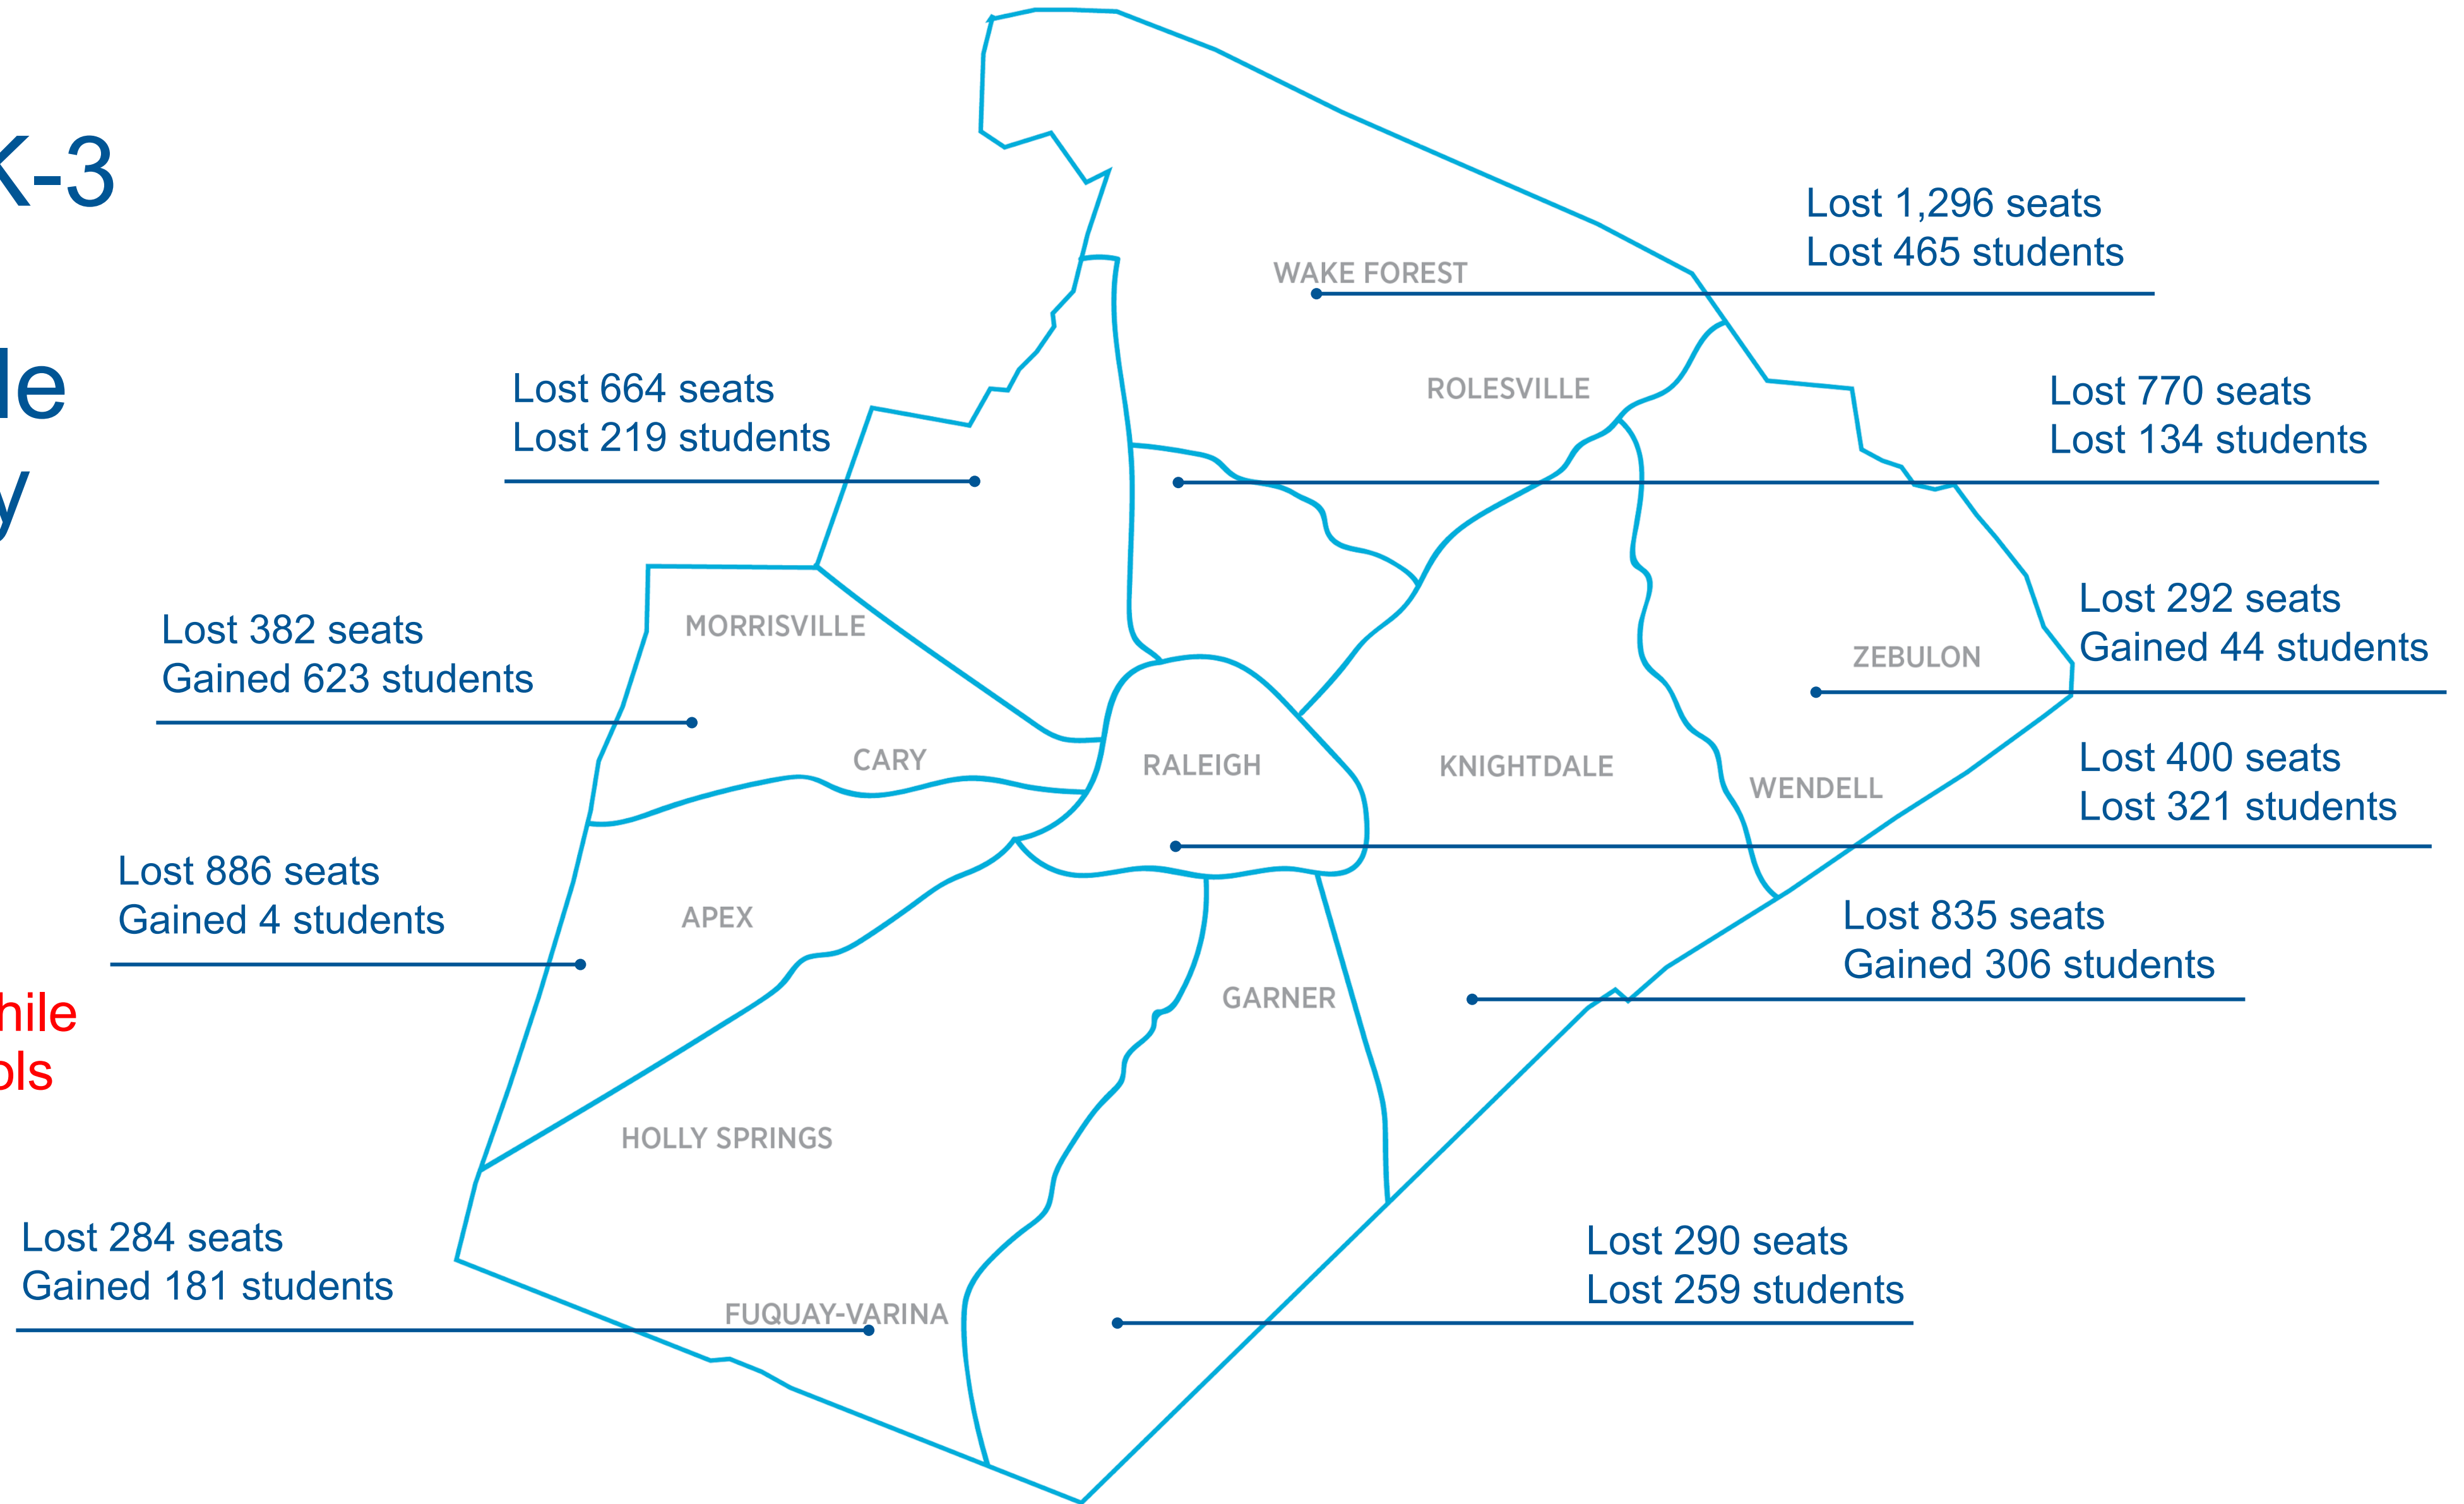 K-3
le
y
hile
ols
Lost 1,296 seats
Lost 465 students
WAKE FOREST
ROLESVILLE
Lost 664 seats
Lost 219 students
Lost 770 seats
Lost 134 students
Lost 382 seats
Gained 623 students
MORRISVILLE
Lost 292 seats
Gained 44 students
ZEBULON
CARY
RALEIGH
KNIGHTDALE
WENDELL
Lost 400 seats
Lost 321 students
Lost 886 seats
Gained 4 students
APEX
Lost 835 seats
Gained 306 students
GARNER
HOLLY SPRINGS
Lost 284 seats
Gained 181 students
FUQUAY-VARINA
Lost 290 seats
Lost 259 students